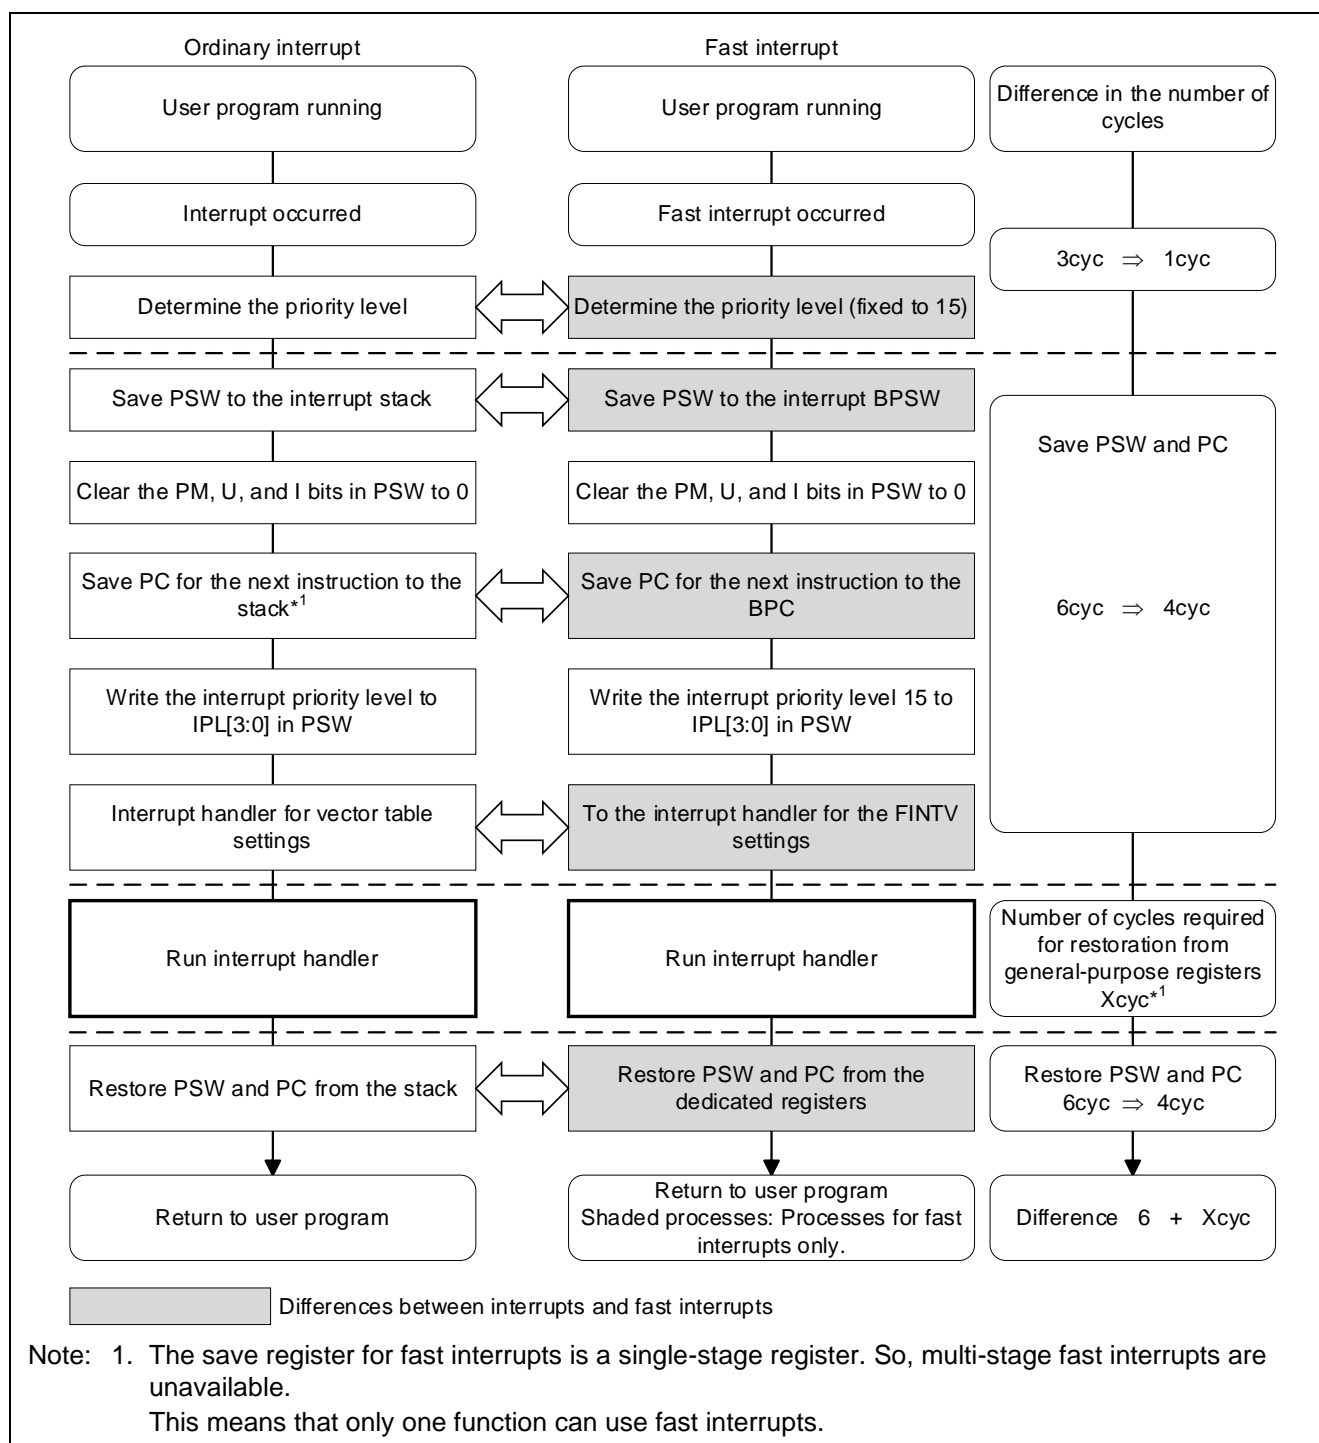 Ordinary interrupt
Fast interrupt
User program running
User program running
Difference in the number of
cycles
Interrupt occurred
Fast interrupt occurred
3cyc ⇒ 1cyc
Determine the priority level
Determine the priority level (fixed to 15)
Save PSW to the interrupt stack
Save PSW to the interrupt BPSW
Save PSW and PC
Clear the PM, U, and I bits in PSW to 0
Clear the PM, U, and I bits in PSW to 0
Save PC for the next instruction to the
stack*1
Save PC for the next instruction to the
BPC
6cyc ⇒ 4cyc
Write the interrupt priority level to
IPL[3:0] in PSW
Write the interrupt priority level 15 to
IPL[3:0] in PSW
Interrupt handler for vector table
settings
To the interrupt handler for the FINTV
settings
Run interrupt handler
Run interrupt handler
Number of cycles required
for restoration from
general-purpose registers
Xcyc*1
Restore PSW and PC from the stack
Restore PSW and PC from the
dedicated registers
Restore PSW and PC
6cyc ⇒ 4cyc
Return to user program
Return to user program
Shaded processes: Processes for fast
interrupts only.
Difference 6 + Xcyc
Differences between interrupts and fast interrupts
Note: 1. The save register for fast interrupts is a single-stage register. So, multi-stage fast interrupts are
unavailable.
This means that only one function can use fast interrupts.